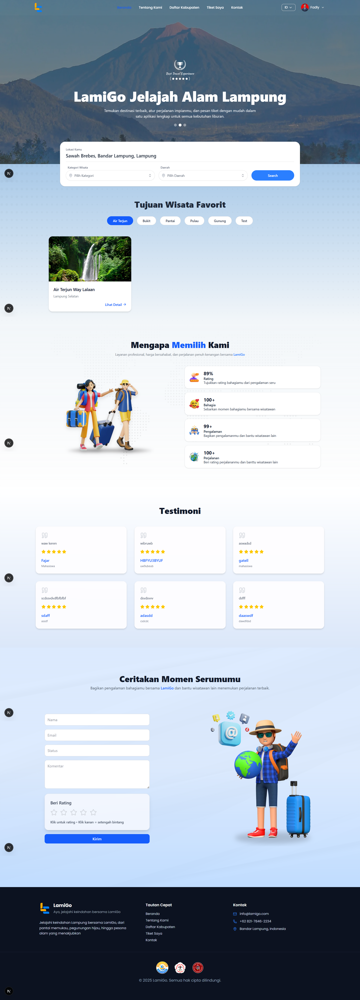 Beranda
Tentang Kami
Daftar Kabupaten
Tiket Saya
Kontak
ID
Fadly
Best Travel Experience
LamiGo Jelajah Alam Lampung
Temukan destinasi terbaik, atur perjalanan impianmu, dan pesan tiket dengan mudah dalam
satu aplikasi lengkap untuk semua kebutuhan liburan.
Lokasi Kamu
Sawah Brebes, Bandar Lampung, Lampung
Kategori Wisata
Daerah
Pilih Kategori
Pilih Daerah
Search
N
Tujuan Wisata Favorit
Air Terjun
Bukit
Pantai
Pulau
Gunung
Test
Air Terjun Way Lalaan
Lampung Selatan
Lihat Detail
N
Mengapa Memilih Kami
Layanan profesional, harga bersahabat, dan perjalanan penuh kenangan bersama LamiGo
89%
Rating
Tujukkan rating bahagiamu dari pengalaman seru
100+
Bahagia
Sebarkan momen bahagiamu bersama wisatawan
99+
Pengalaman
Bagikan pengalamanmu dan bantu wisatawan lain
N
100+
Perjalanan
Beri rating perjalananmu dan banttu wisatawan lain
Testimoni
waw keren
Fajar
Mahasiswa
wibruwb
HBFYU3BYUF
uw9ubeub
aswadsd
gatell
mahasiswa
N
scdssvdvdfbfbfbf
sdaff
assdf
dsvdsvvv
adasdd
csdcdc
dsfff
daaswdf
dawdfdsd
Ceritakan Momen Serumumu
Bagikan pengalaman bahagiamu bersama LamiGo dan bantu wisatawan lain menemukan perjalanan terbaik.
N
Nama
Email
Status
Komentar
Beri Rating
Klik untuk rating • Klik kanan = setengah bintang
Kirim
@
N
LamiGo
Ayo, jelajahi keindahan bersama LamiGo
Jelajahi keindahan Lampung bersama LamiGo, dari
pantai memukau, pegunungan hijau, hingga pesona
alam yang menakjubkan
Tautan Cepat
Beranda
Tentang Kami
Daftar Kabupaten
Tiket Saya
Kontak
Kontak
info@lamigo.com
+62 821-7846-2234
Bandar Lampung, Indonesia
© 2025 LamiGo. Semua hak cipta dilindungi.
N